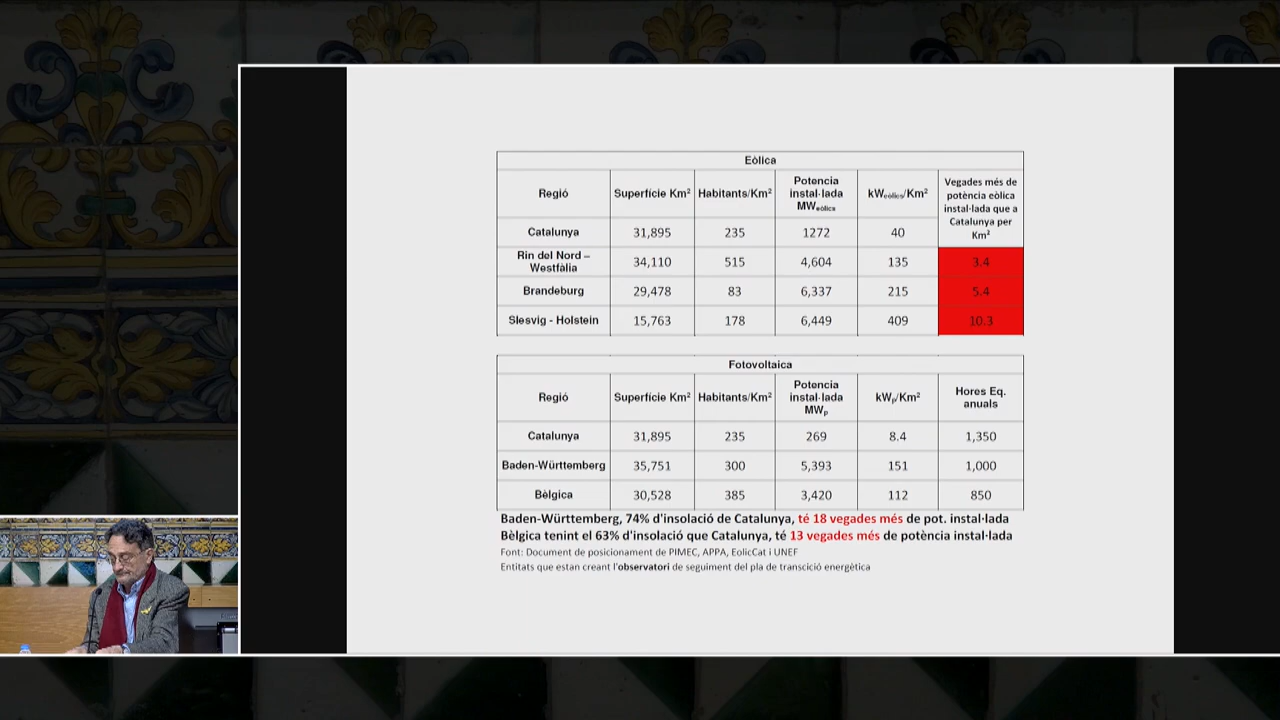 Eòlica
Regió Superfície Km² Habitants/Km² Potencia instal·lada MWeòlics kWeòlics/Km² Vegades més de potència eòlica instal·lada que a Catalunya per Km²
Catalunya 31,895 235 1272 40
Rin del Nord – Westfàlia 34,110 515 4,604 135 3.4
Brandeburg 29,478 83 6,337 215 5.4
Slesvig - Holstein 15,763 178 6,449 409 10.3
Fotovoltaica
Regió Superfície Km² Habitants/Km² Potencia instal·lada MWp kWp/Km² Hores Eq. anuals
Catalunya 31,895 235 269 8.4 1,350
Baden-Württemberg 35,751 300 5,393 151 1,000
Bèlgica 30,528 385 3,420 112 850
Baden-Württemberg, 74% d'insolació de Catalunya, té 18 vegades més de pot. instal·lada
Bèlgica tenint el 63% d'insolació que Catalunya, té 13 vegades més de potència instal·lada
Font: Document de posicionament de PIMEC, APPA, EolicCat i UNEF
Entitats que estan creant l'observatori de seguiment del pla de transcició energètica